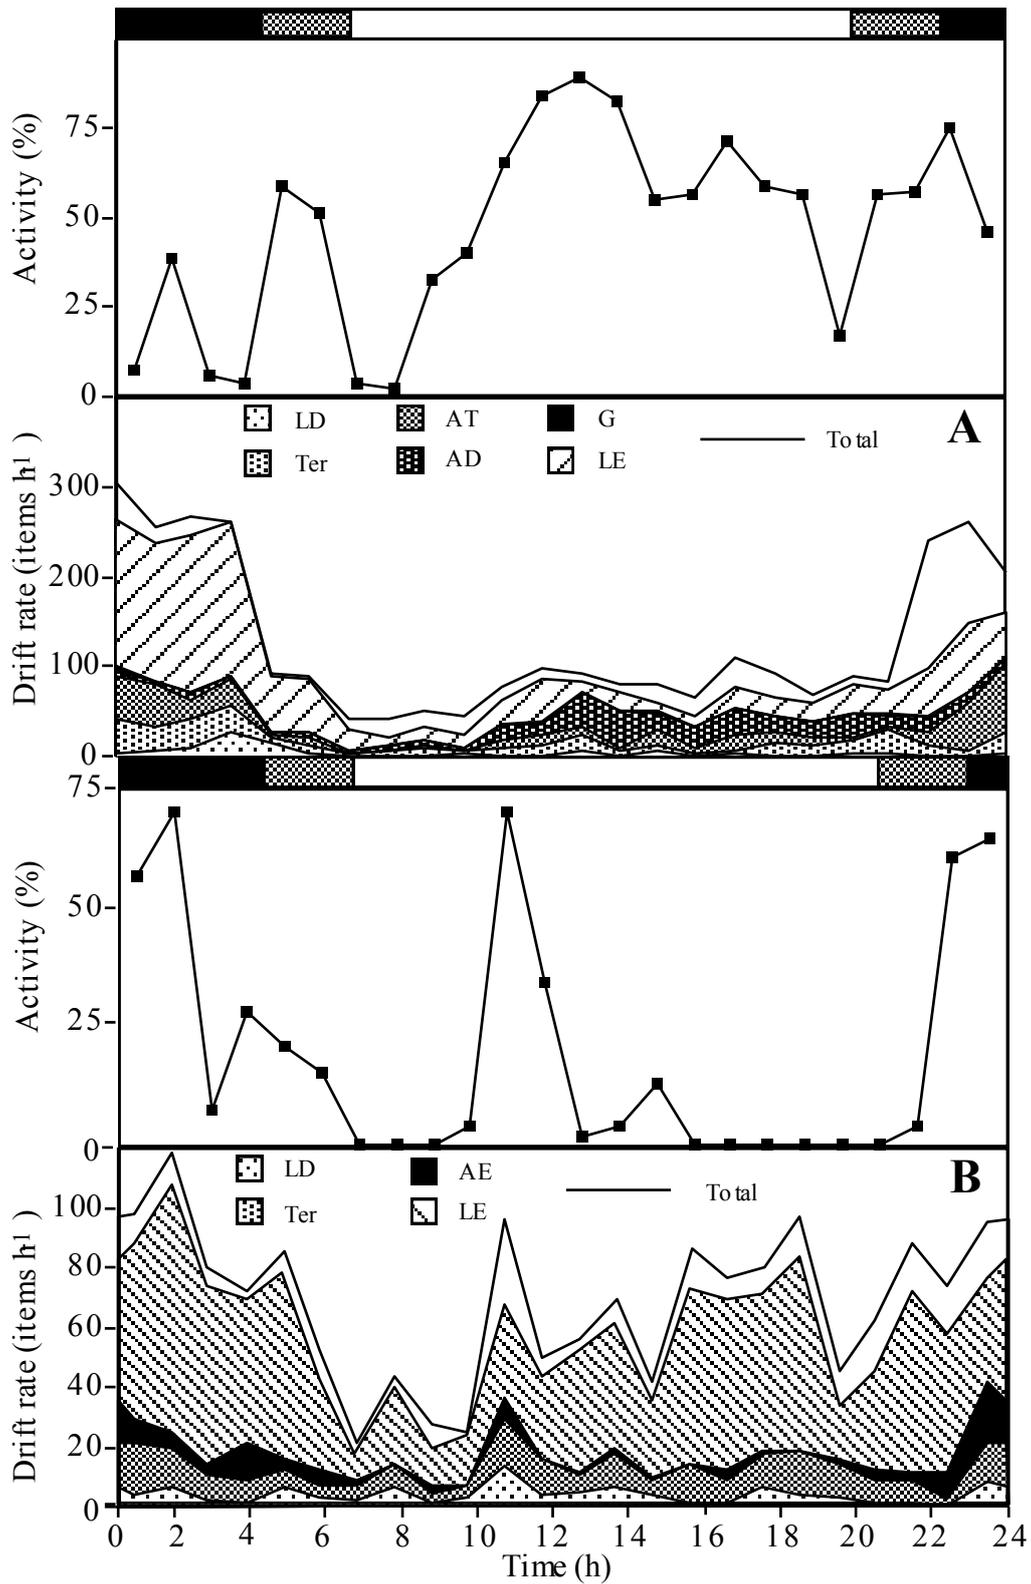 Activity (%)
75
50
25
0
LD AT G Total A
Ter AD LE
Drift rate (items h¹)
300
200
100
0
Activity (%)
75
50
25
0
LD AE Total B
Ter LE
Drift rate (items h¹)
100
80
60
40
20
0
0 2 4 6 8 10 12 14 16 18 20 22 24
Time (h)